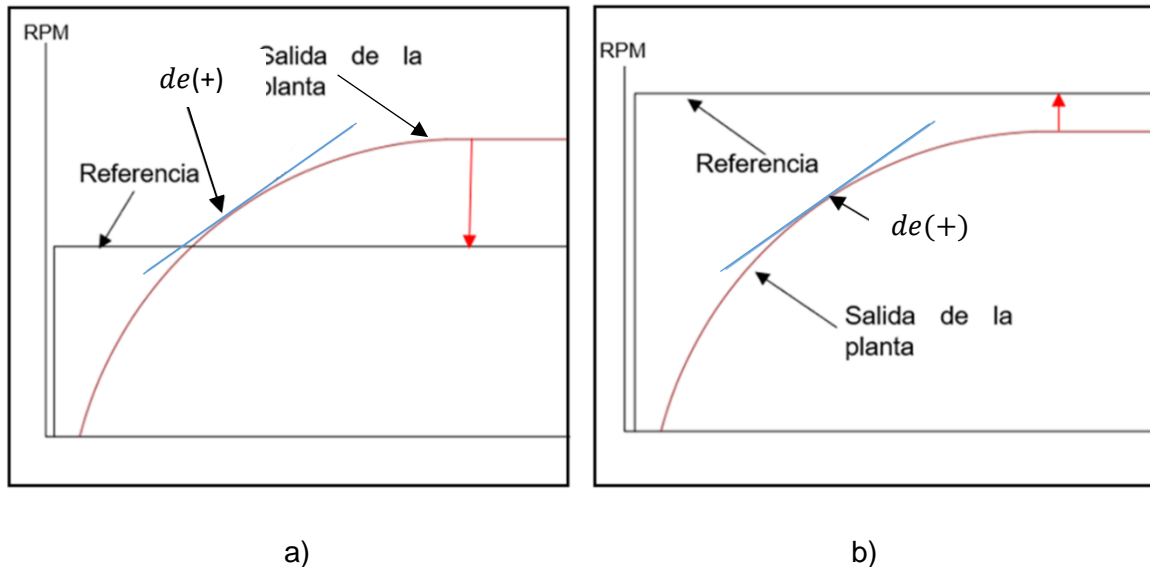 RPM
de(+)
Salida de la
planta
Referencia
RPM
Referencia
de(+)
Salida de la
planta
a)
b)